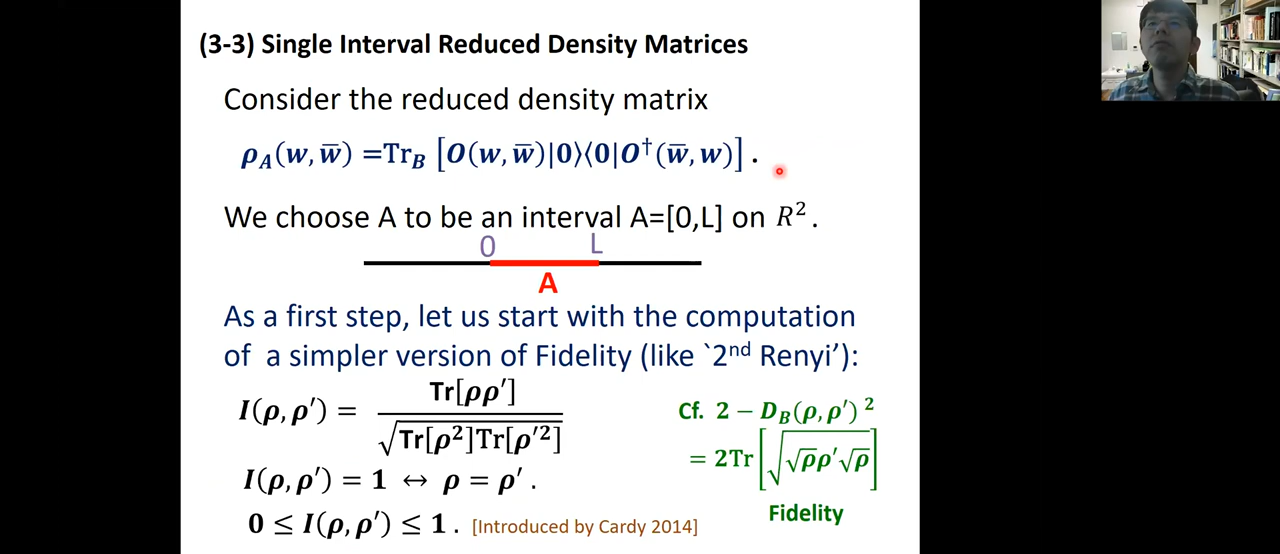 (3-3) Single Interval Reduced Density Matrices
Consider the reduced density matrix
ρ_A(w, w̅) =Tr_B [O(w, w̅)|0⟩⟨0|O†(w̅, w)] .
We choose A to be an interval A=[0,L] on R².
0 L
A
As a first step, let us start with the computation
of a simpler version of Fidelity (like `2nd Renyi'):
I(ρ, ρ′) = Tr[ρρ′] / √(Tr[ρ²]Tr[ρ′²])
I(ρ, ρ′) = 1 ↔ ρ = ρ′ .
0 ≤ I(ρ, ρ′) ≤ 1 . [Introduced by Cardy 2014]
Cf. 2 − D_B(ρ, ρ′)²
= 2Tr[√(√ρρ′√ρ)]
Fidelity